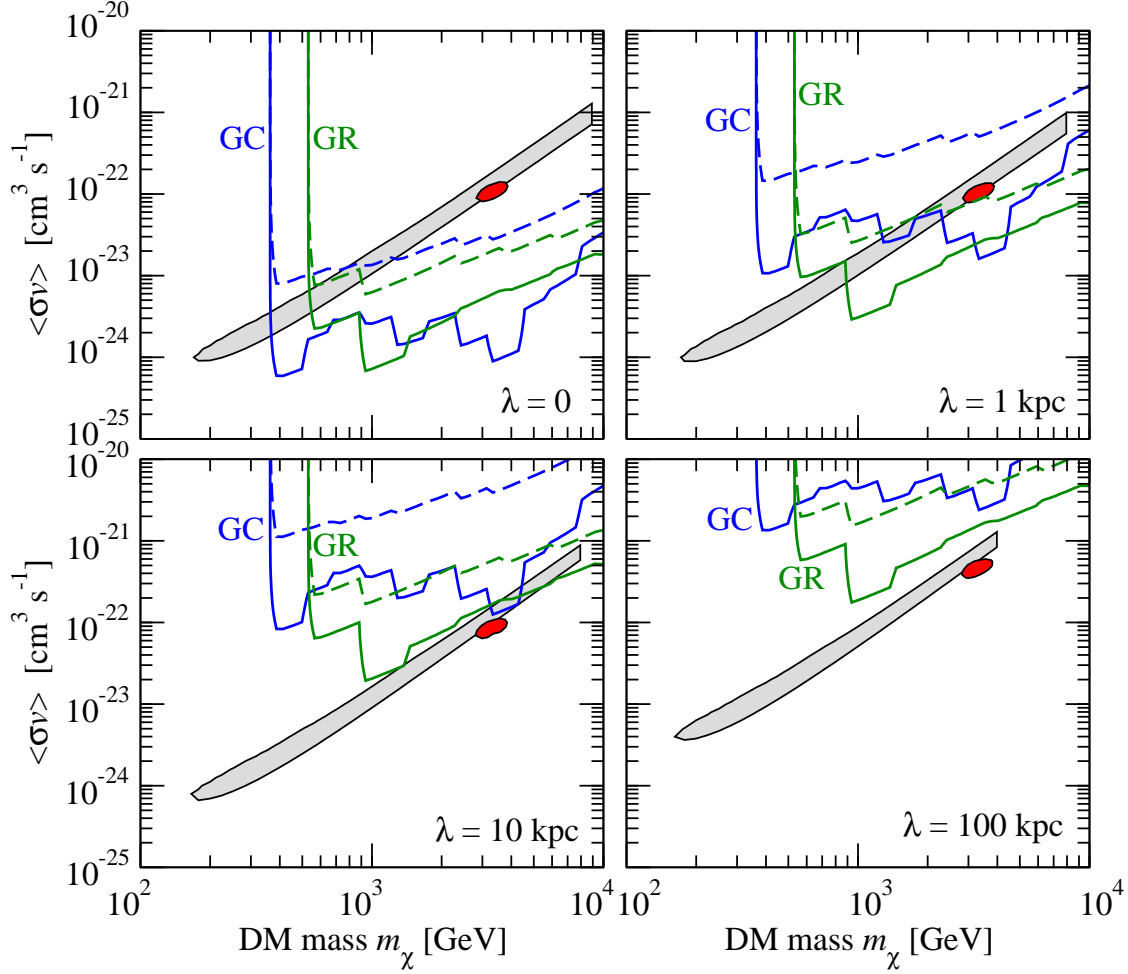 10^-20
10^-21
10^-22
10^-23
10^-24
10^-25
<σv> [cm^3 s^-1]
GC
GR
λ = 0
GC
GR
λ = 1 kpc
10^-20
10^-21
10^-22
10^-23
10^-24
10^-25
<σv> [cm^3 s^-1]
GC
GR
λ = 10 kpc
GC
GR
λ = 100 kpc
10^2 10^3 10^4 10^2 10^3 10^4
DM mass m_χ [GeV] DM mass m_χ [GeV]